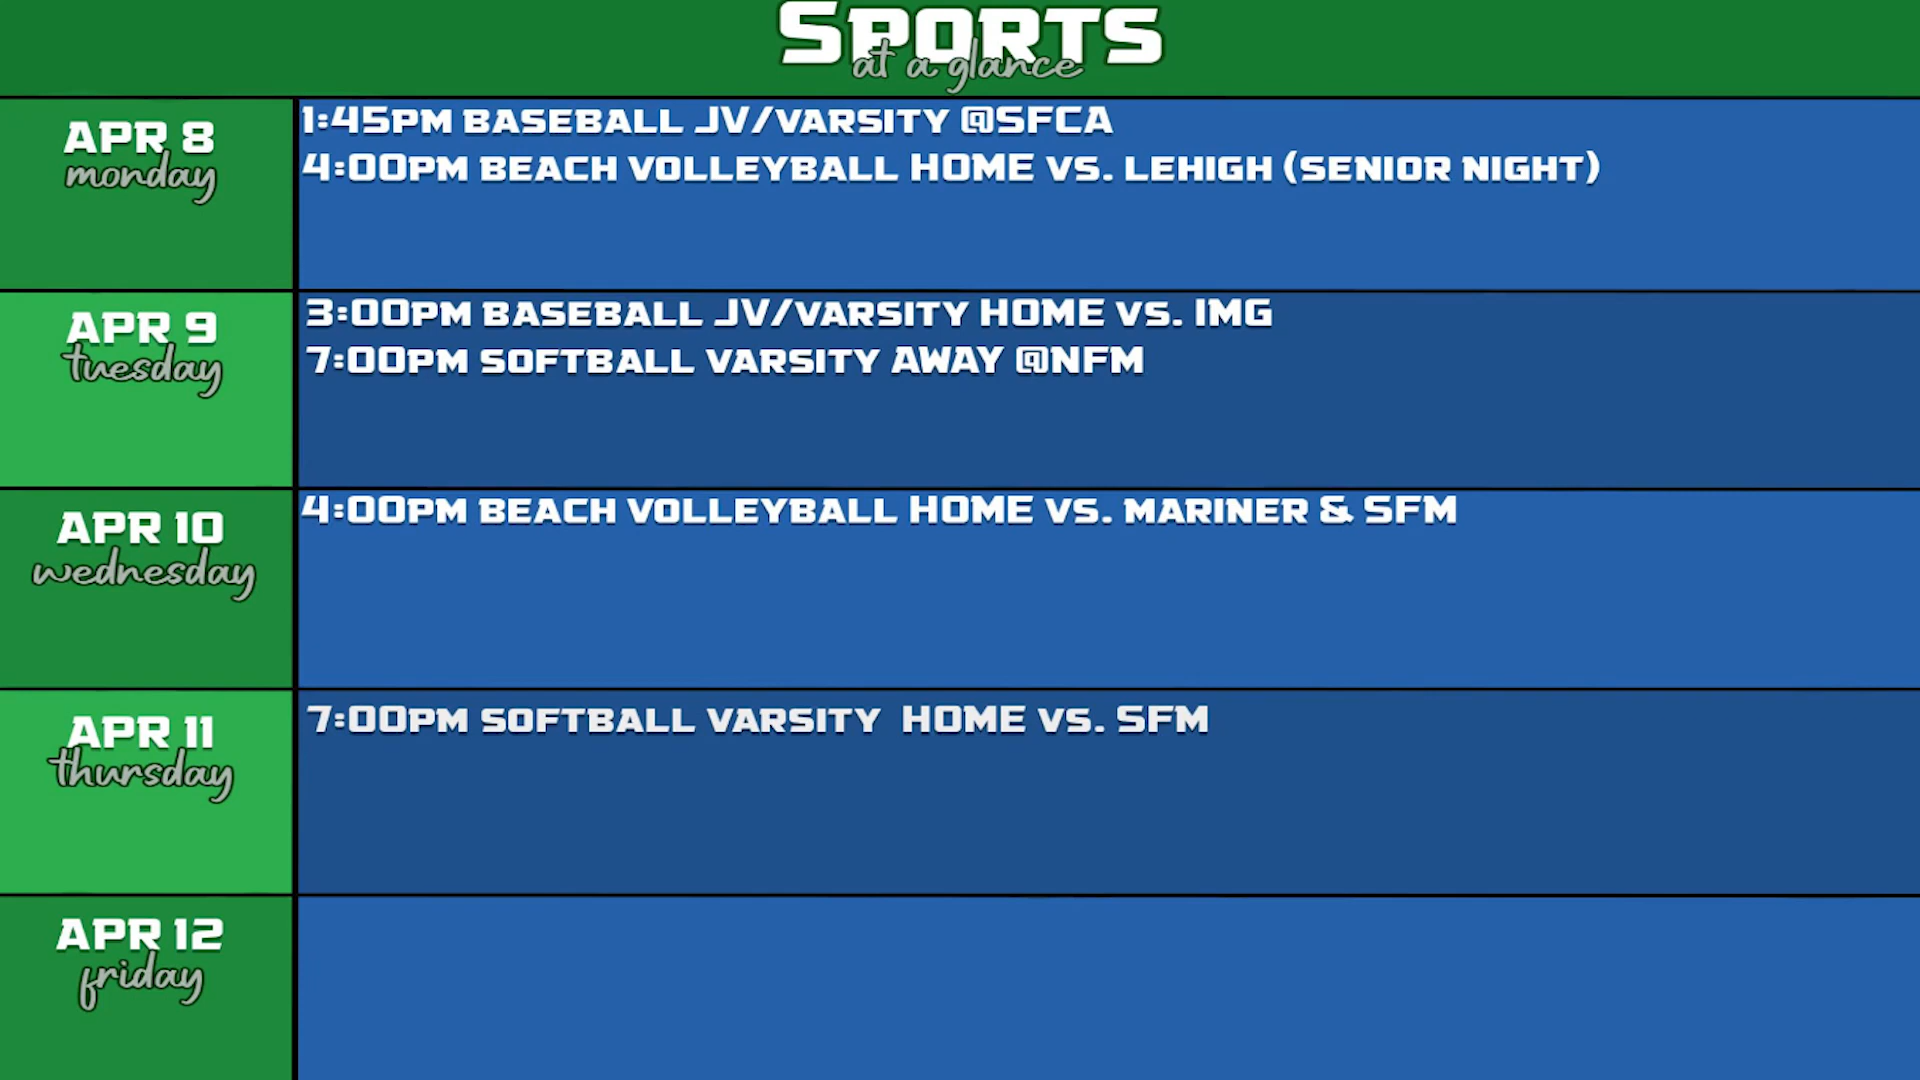 SPORTS
at a glance
APR 8
monday
1:45PM BASEBALL JV/VARSITY @SFCA
4:00PM BEACH VOLLEYBALL HOME VS. LEHIGH (SENIOR NIGHT)
APR 9
tuesday
3:00PM BASEBALL JV/VARSITY HOME VS. IMG
7:00PM SOFTBALL VARSITY AWAY @NFM
APR 10
wednesday
4:00PM BEACH VOLLEYBALL HOME VS. MARINER & SFM
APR 11
thursday
7:00PM SOFTBALL VARSITY HOME VS. SFM
APR 12
friday